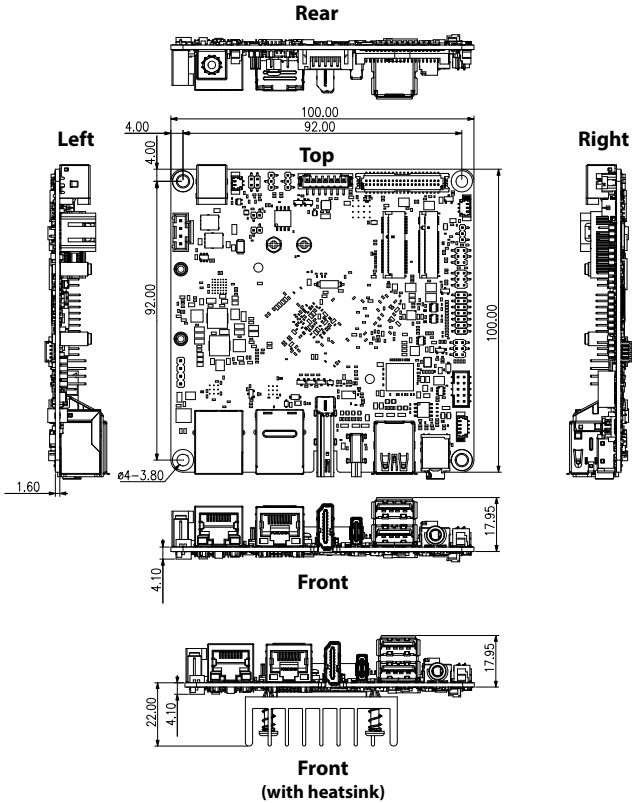 Rear
100.00
4.00
92.00
Left
Top
Right
4.00
92.00
100.00
ø4-3.80
1.60
17.95
4.10
Front
17.95
22.00
4.10
Front
(with heatsink)